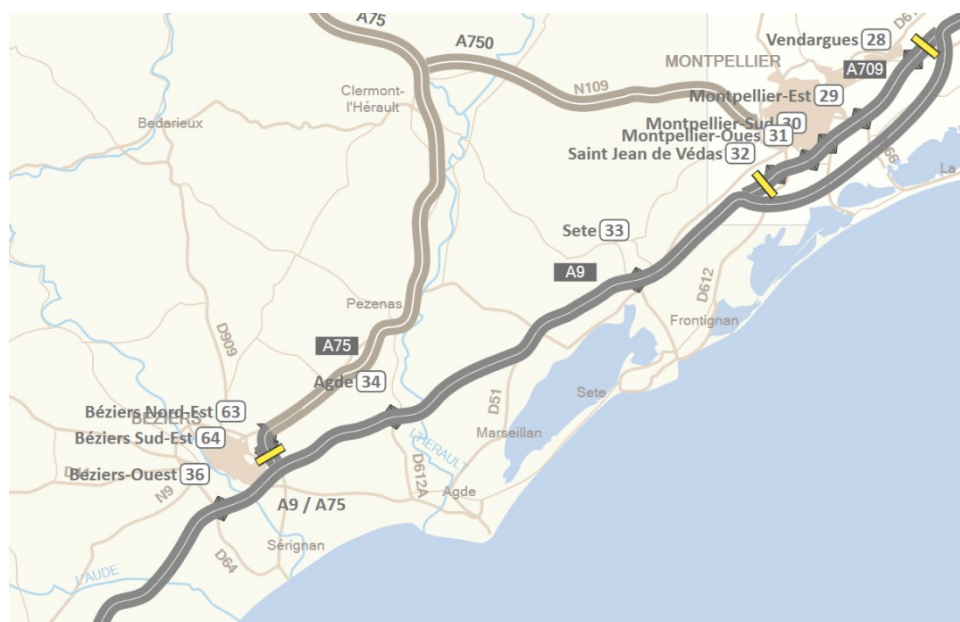 A75
D61
Vendargues 28
A750
MONTPELLIER
A709
Clermont-
l'Hérault
N109
Montpellier-Est 29
Bedarieux
Montpellier-Sud 30
Montpellier-Oues 31
Saint Jean de Védas 32
66
La
Sete 33
A9
D612
Pezenas
Frontignan
D909
A75
Agde 34
Sete
D51
Béziers Nord-Est 63
BEZIERS
Marseillan
Béziers Sud-Est 64
L'HERAULT
Béziers-Ouest 36
D612A
N9
Agde
A9 / A75
Sérignan
D64
L'AUDE